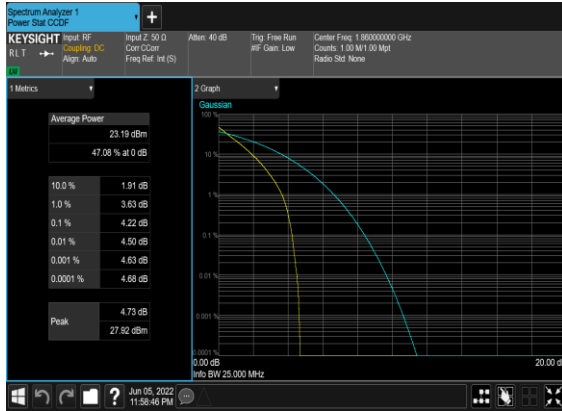 Spectrum Analyzer 1
Power Stat CCDF
KEYSIGHT
RLT
LU
Input: RF
Coupling: DC
Align: Auto
Input Z: 50 Ω
Corr CCorr
Freq Ref: Int (S)
Atten: 40 dB
Trig: Free Run
#IF Gain: Low
Center Freq: 1.860000000 GHz
Counts: 1.00 M/1.00 Mpt
Radio Std: None
1 Metrics
Average Power
23.19 dBm
47.08 % at 0 dB
10.0 % 1.91 dB
1.0 % 3.63 dB
0.1 % 4.22 dB
0.01 % 4.50 dB
0.001 % 4.63 dB
0.0001 % 4.68 dB
Peak
4.73 dB
27.92 dBm
2 Graph
Gaussian
100 %
10 %
1 %
0.1 %
0.01 %
0.001 %
0.0001 %
0.00 dB
20.00 d
Info BW 25.000 MHz
?
Jun 05, 2022
11:58:46 PM